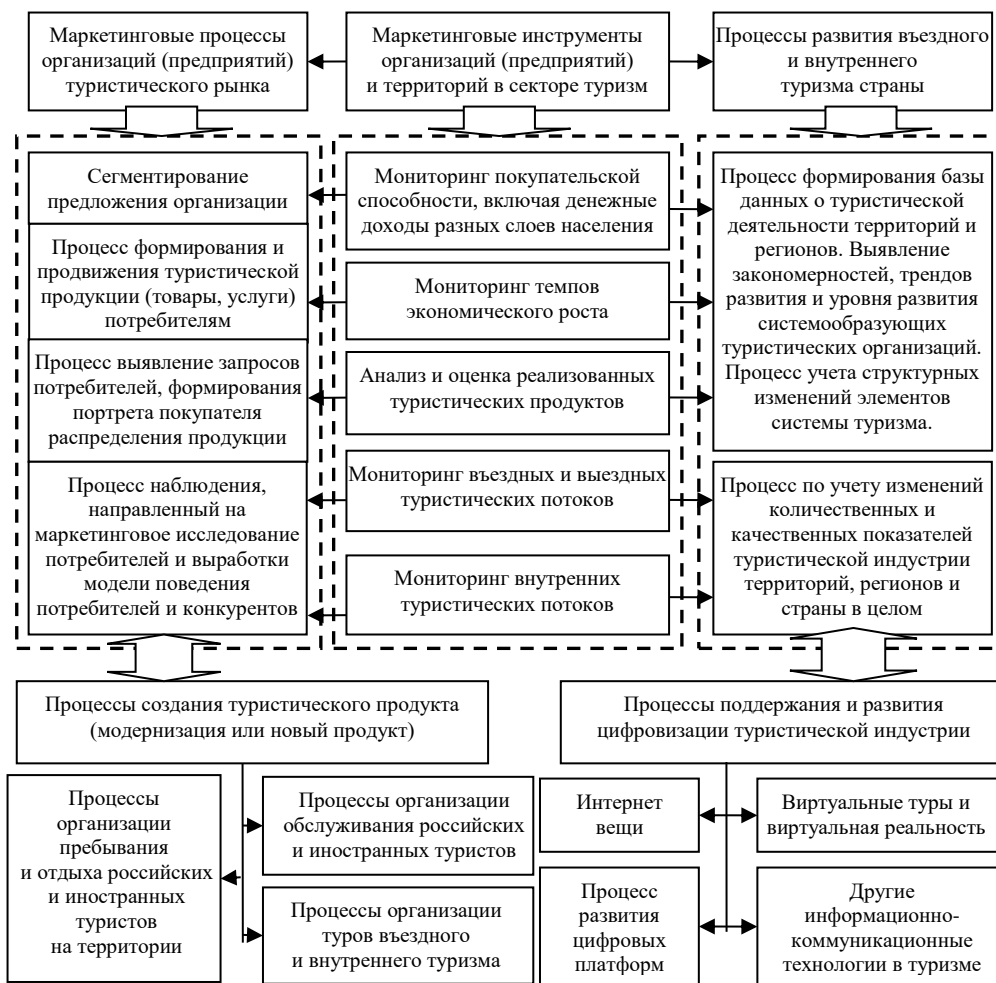 Маркетинговые процессы
организаций (предприятий)
туристического рынка
Маркетинговые инструменты
организаций (предприятий)
и территорий в секторе туризм
Процессы развития въездного
и внутреннего
туризма страны
Сегментирование
предложения организации
Процесс формирования и
продвижения туристической
продукции (товары, услуги)
потребителям
Процесс выявление запросов
потребителей, формирования
портрета покупателя
распределения продукции
Процесс наблюдения,
направленный на
маркетинговое исследование
потребителей и выработки
модели поведения
потребителей и конкурентов
Мониторинг покупательской
способности, включая денежные
доходы разных слоев населения
Мониторинг темпов
экономического роста
Анализ и оценка реализованных
туристических продуктов
Мониторинг въездных и выездных
туристических потоков
Мониторинг внутренних
туристических потоков
Процесс формирования базы
данных о туристической
деятельности территорий и
регионов. Выявление
закономерностей, трендов
развития и уровня развития
системообразующих
туристических организаций.
Процесс учета структурных
изменений элементов
системы туризма.
Процесс по учету изменений
количественных и
качественных показателей
туристической индустрии
территорий, регионов и
страны в целом
Процессы создания туристического продукта
(модернизация или новый продукт)
Процессы
организации
пребывания
и отдыха российских
и иностранных
туристов
на территории
Процессы организации
обслуживания российских
и иностранных туристов
Процессы организации
туров въездного
и внутреннего туризма
Процессы поддержания и развития
цифровизации туристической индустрии
Интернет
вещи
Виртуальные туры и
виртуальная реальность
Процесс
развития
цифровых
платформ
Другие
информационно-
коммуникационные
технологии в туризме